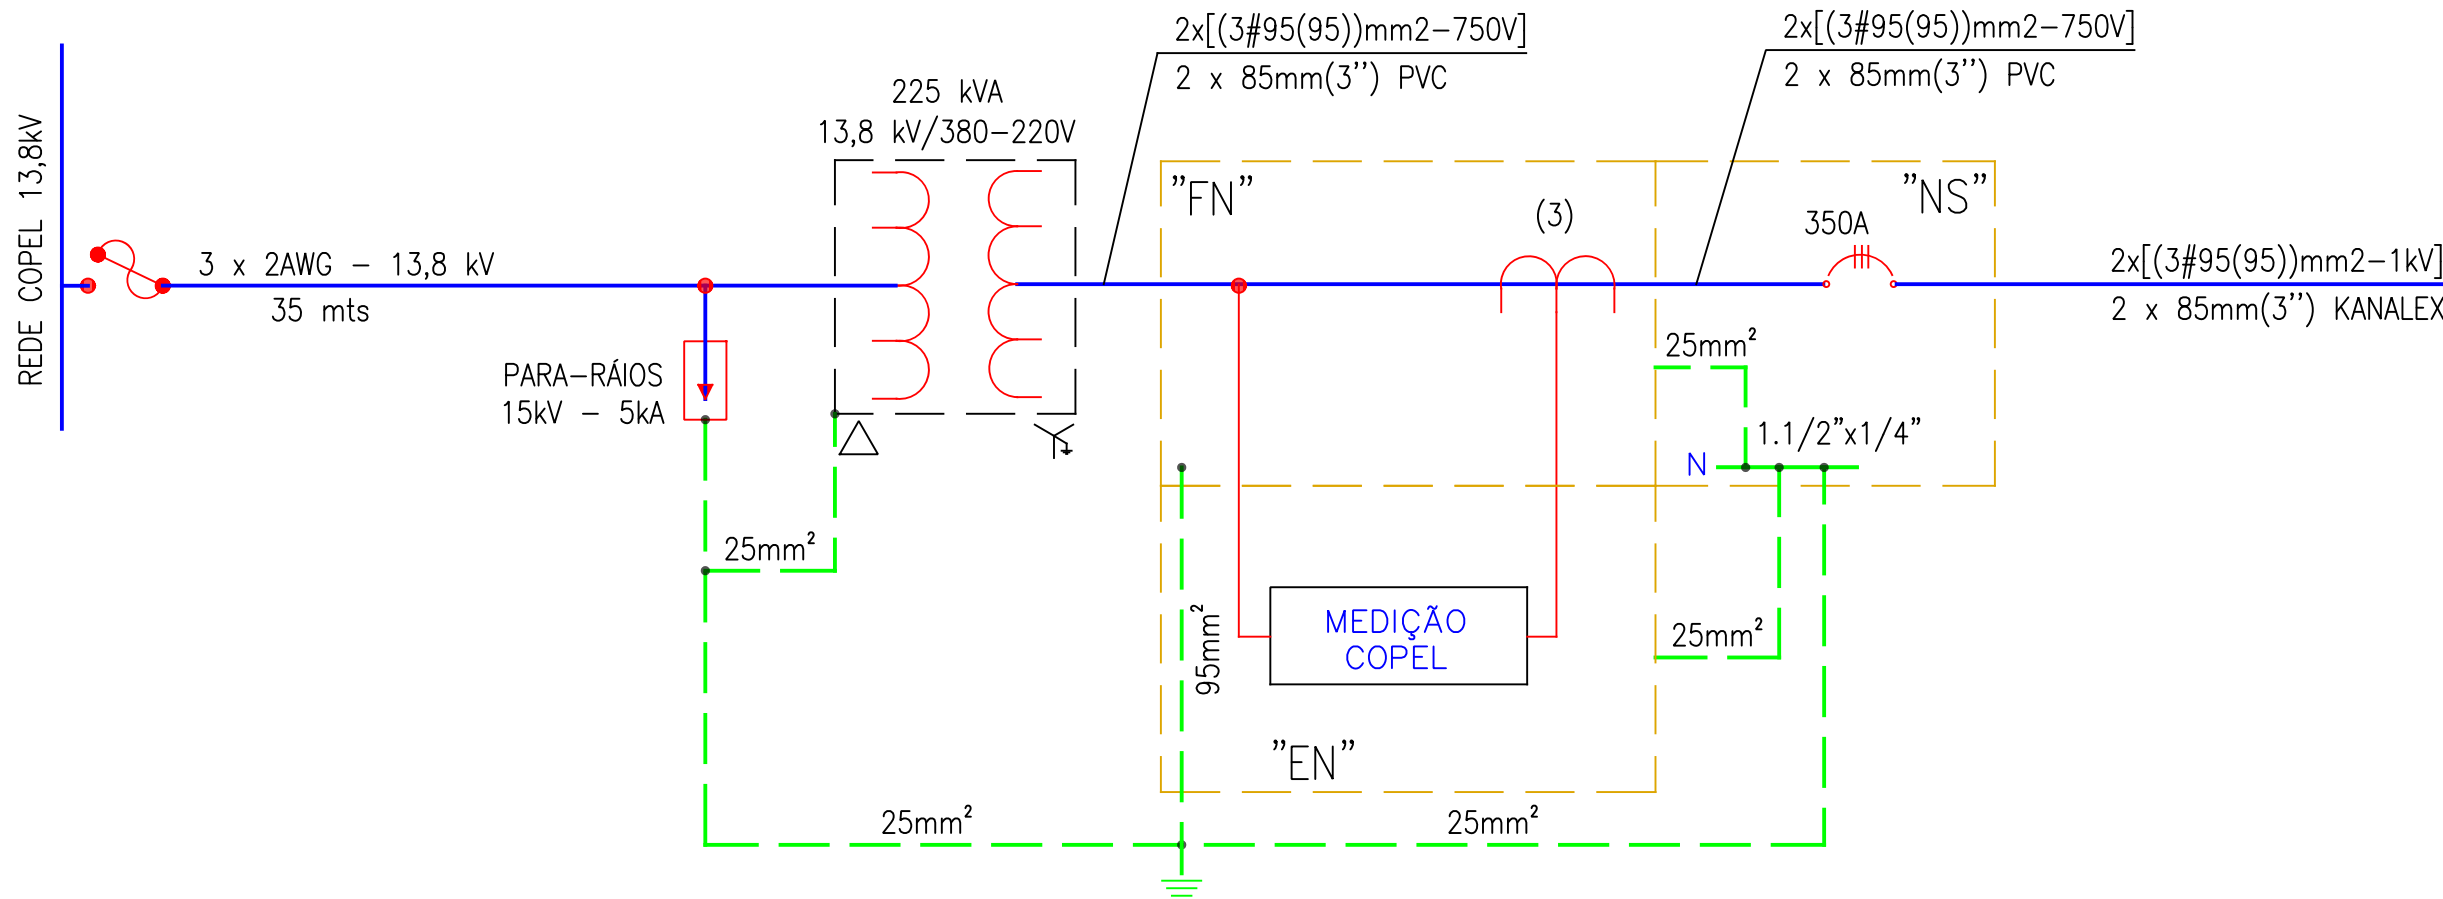 REDE COPEL 13,8kV
3 x 2AWG - 13,8 kV
35 mts
PARA-RÁIOS
15kV - 5kA
225 kVA
13,8 kV/380-220V
2x[(3#95(95))mm2-750V]
2 x 85mm(3'') PVC
2x[(3#95(95))mm2-750V]
2 x 85mm(3'') PVC
"FN"
(3)
"NS"
350A
2x[(3#95(95))mm2-1kV]
2 x 85mm(3'') KANALEX
25mm²
1.1/2"x1/4"
N
25mm²
95mm²
MEDIÇÃO
COPEL
25mm²
"EN"
25mm²
25mm²